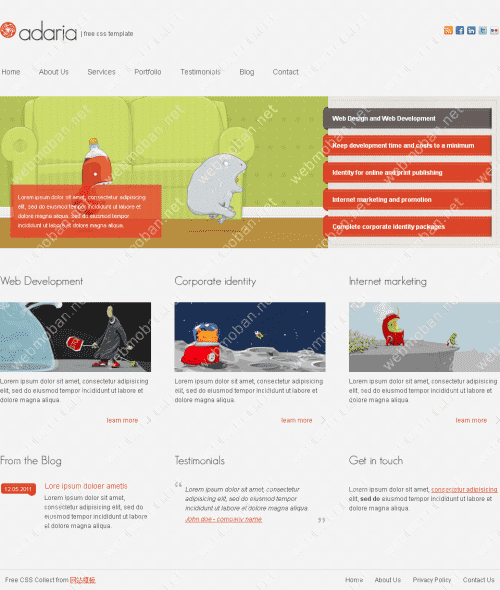 adaria | free css template
Home About Us Services Portfolio Testimonials Blog Contact
Web Design and Web Development
Keep development time and costs to a minimum
Identity for online and print publishing
Internet marketing and promotion
Complete corporate identity packages
Lorem ipsum dolor sit amet, consectetur adipisicing
elit, sed do eiusmod tempor incididunt ut labore et
dolore magna aliqua. Sed eiusmod tempor
incididunt ut labore et dolore magna aliqua.
Web Development
Lorem ipsum dolor sit amet, consectetur adipisicing
elit, sed do eiusmod tempor incididunt ut labore et
dolore magna aliqua.
learn more
Corporate identity
Lorem ipsum dolor sit amet, consectetur adipisicing
elit, sed do eiusmod tempor incididunt ut labore et
dolore magna aliqua.
learn more
Internet marketing
Lorem ipsum dolor sit amet, consectetur adipisicing
elit, sed do eiusmod tempor incididunt ut labore et
dolore magna aliqua.
learn more
From the Blog
12.05.2011
Lore ipsum doloer ametis
Lorem ipsum dolor sit amet,
consectetur adipisicing elit, sed do
eiusmod tempor incididunt ut labore
et dolore magna aliqua.
Testimonials
Lorem ipsum dolor sit amet, consectetur
adipisicing elit, sed do eiusmod tempor
incididunt ut labore et dolore magna aliqua.
John doe - company name
Get in touch
Lorem ipsum dolor sit amet, consectetur adipisicing
elit, sed do eiusmod tempor incididunt ut labore et
dolore magna aliqua.
Free CSS Collect from 网站模板
Home About Us Privacy Policy Contact Us
webmoban.net